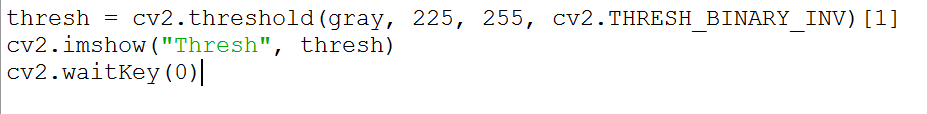 thresh = cv2.threshold(gray, 225, 255, cv2.THRESH_BINARY_INV)[1]
cv2.imshow("Thresh", thresh)
cv2.waitKey(0)